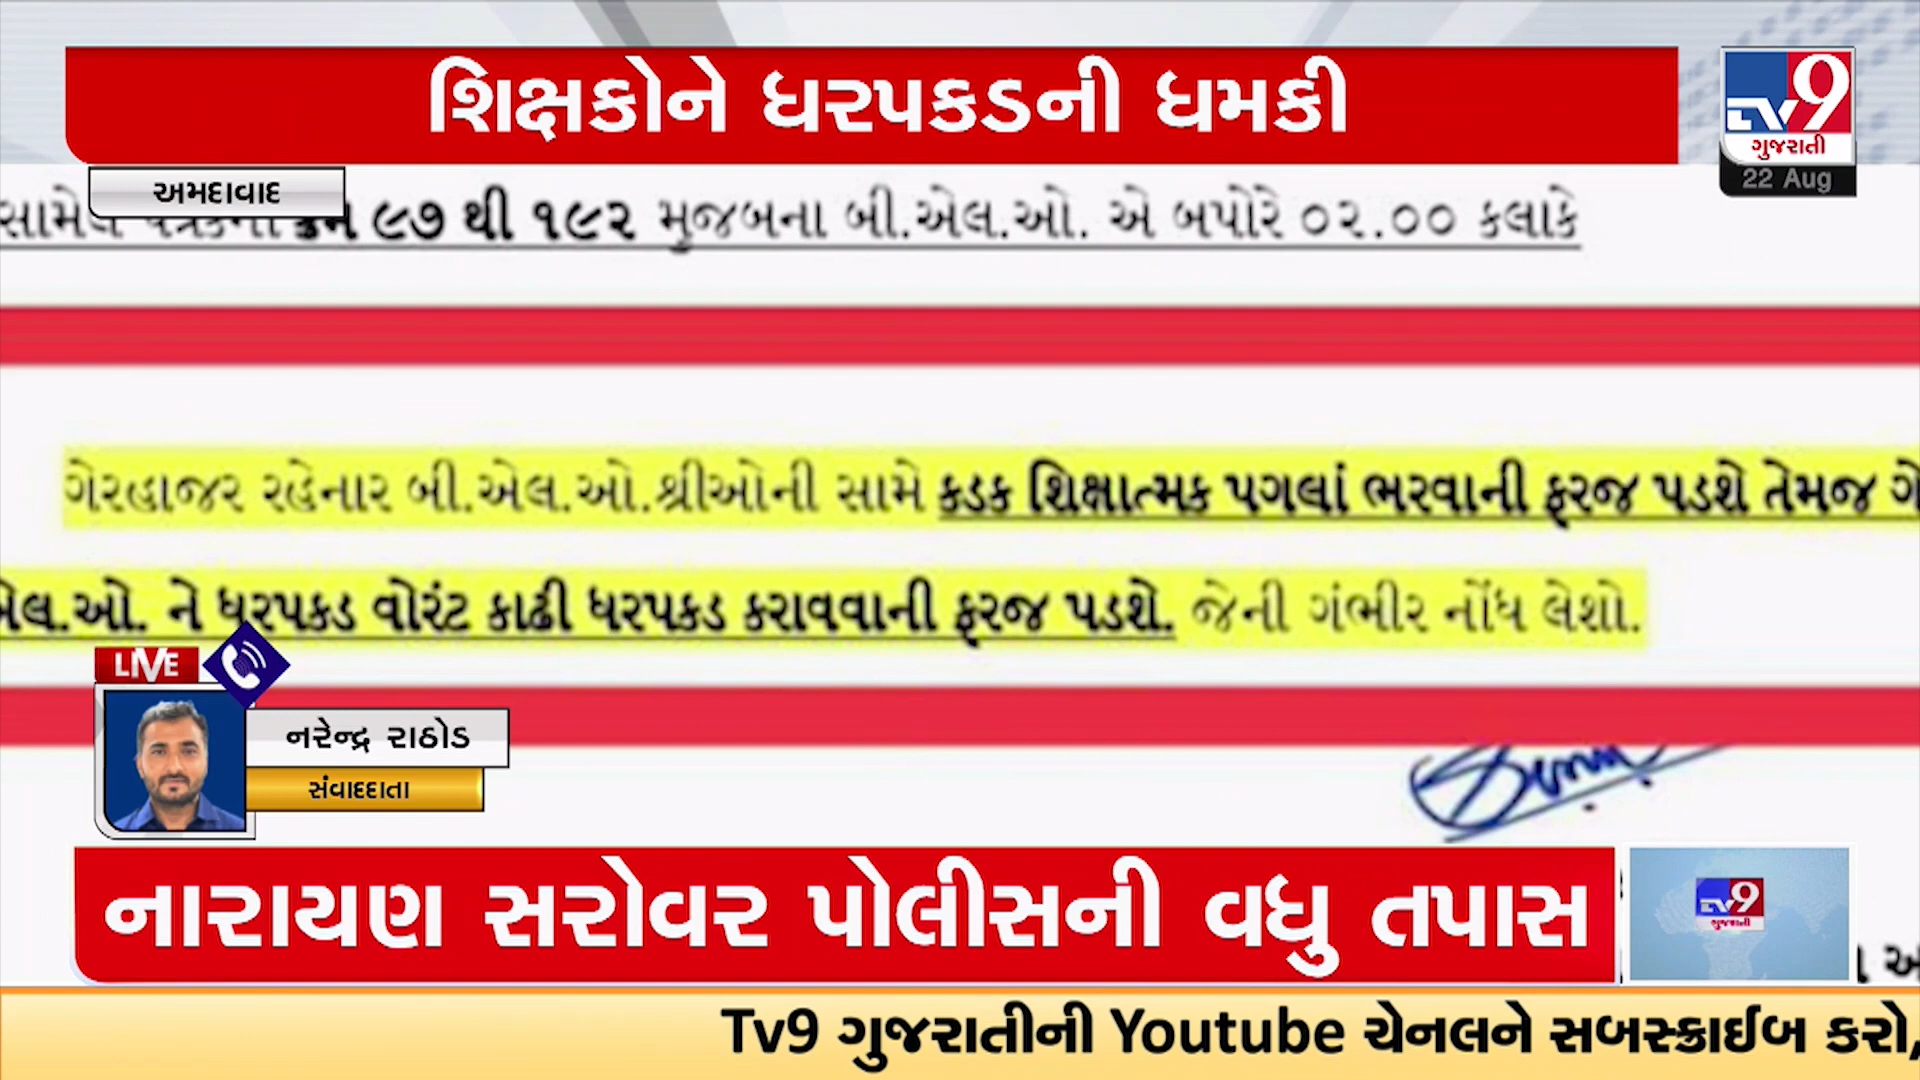 શિક્ષકોને ધરપકડની ધમકી
TV9
ગુજરાતી
22 Aug
અમદાવાદ
૯૭ થી ૧૯૨ મુજબના બી.એલ.ઓ. એ બપોરે ૦૨.૦૦ કલાકે
ગેરહાજર રહેનાર બી.એલ.ઓ.શ્રીઓની સામે કડક શિક્ષાત્મક પગલાં ભરવાની ફરજ પડશે તેમજ ગે
એલ.ઓ. ને ધરપકડ વોરંટ કાઢી ધરપકડ કરાવવાની ફરજ પડશે. જેની ગંભીર નોંધ લેશો.
LIVE
નરેન્દ્ર રાઠોડ
સંવાદદાતા
નારાયણ સરોવર પોલીસની વધુ તપાસ
TV9
ગુજરાતી
Tv9 ગુજરાતીની Youtube ચેનલને સબસ્ક્રાઈબ કરો,